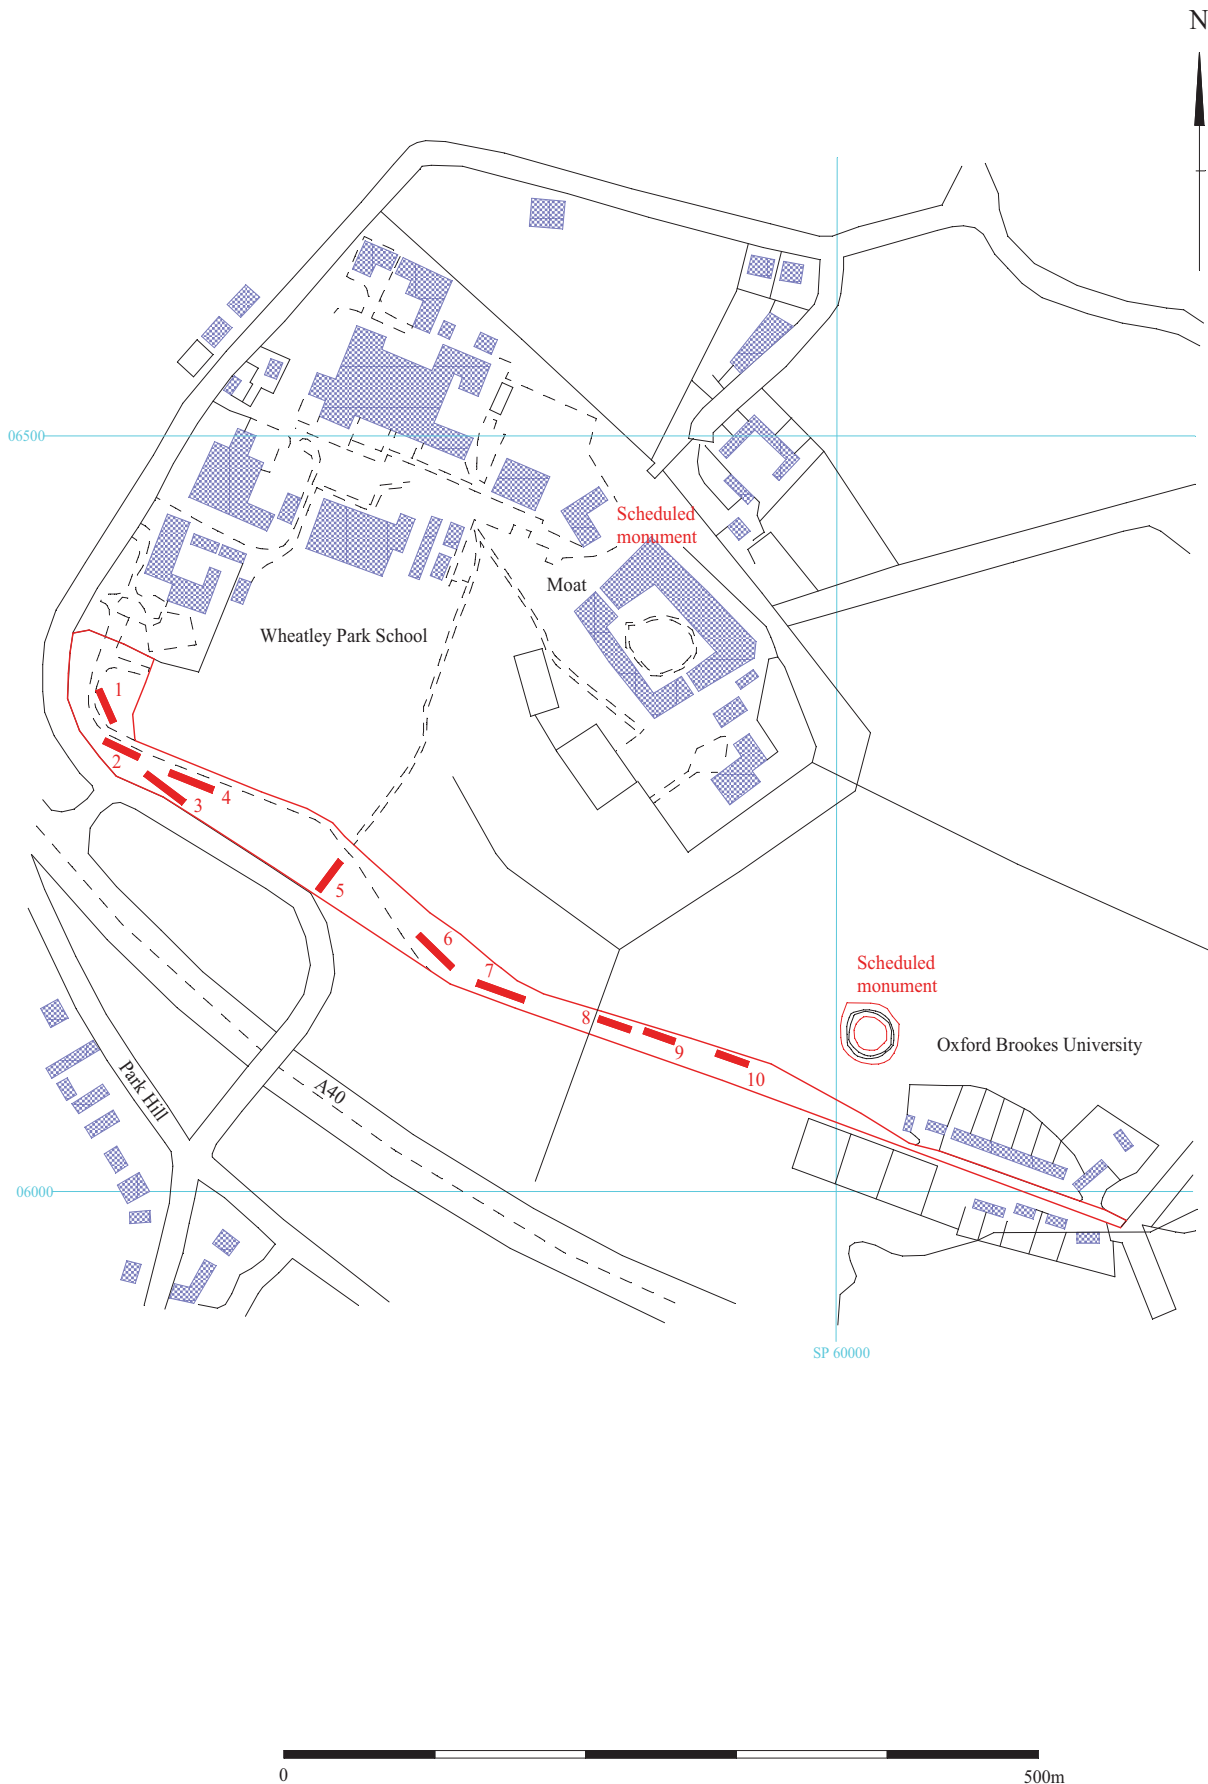 N
06500
Scheduled
monument
Moat
Wheatley Park School
1
2
3
4
5
6
7
8
9
10
Scheduled
monument
Oxford Brookes University
Park Hill
A40
06000
SP 60000
0
500m